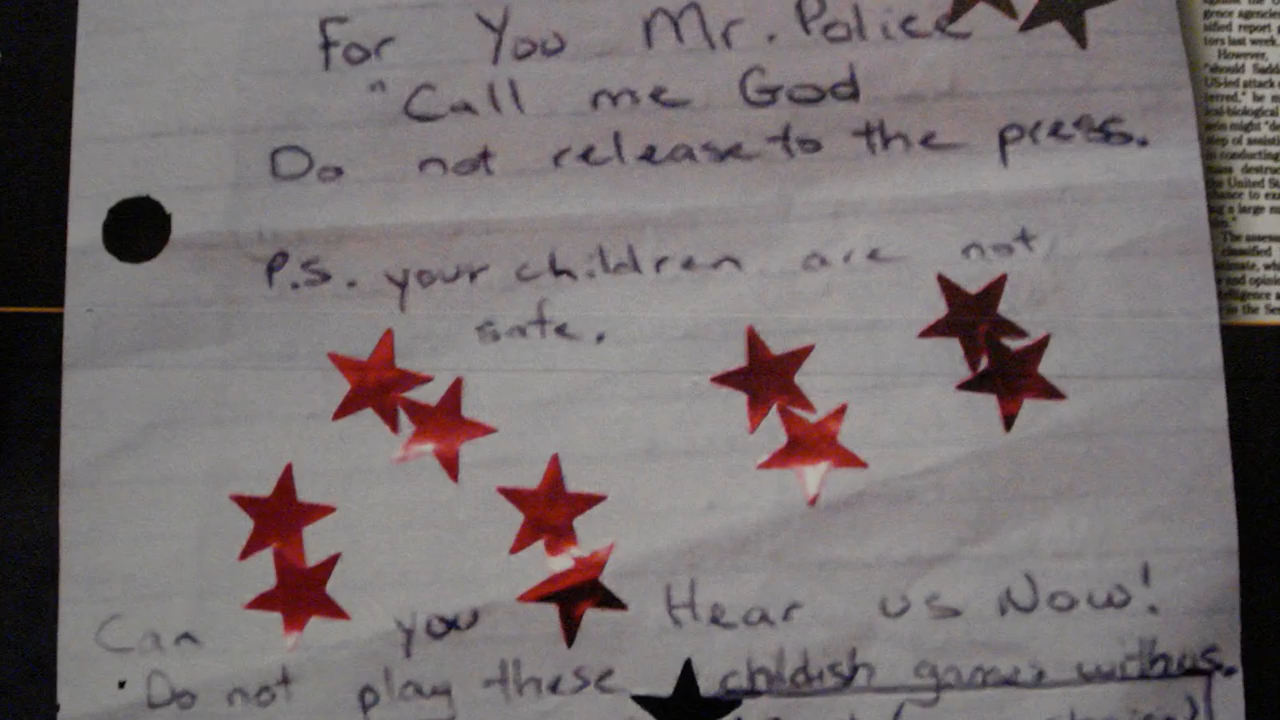 For You Mr. Police
"Call me God
Do not release to the press.
P.S. your children are not
safe.
Can you Hear us Now!
Do not play these childish games with us.